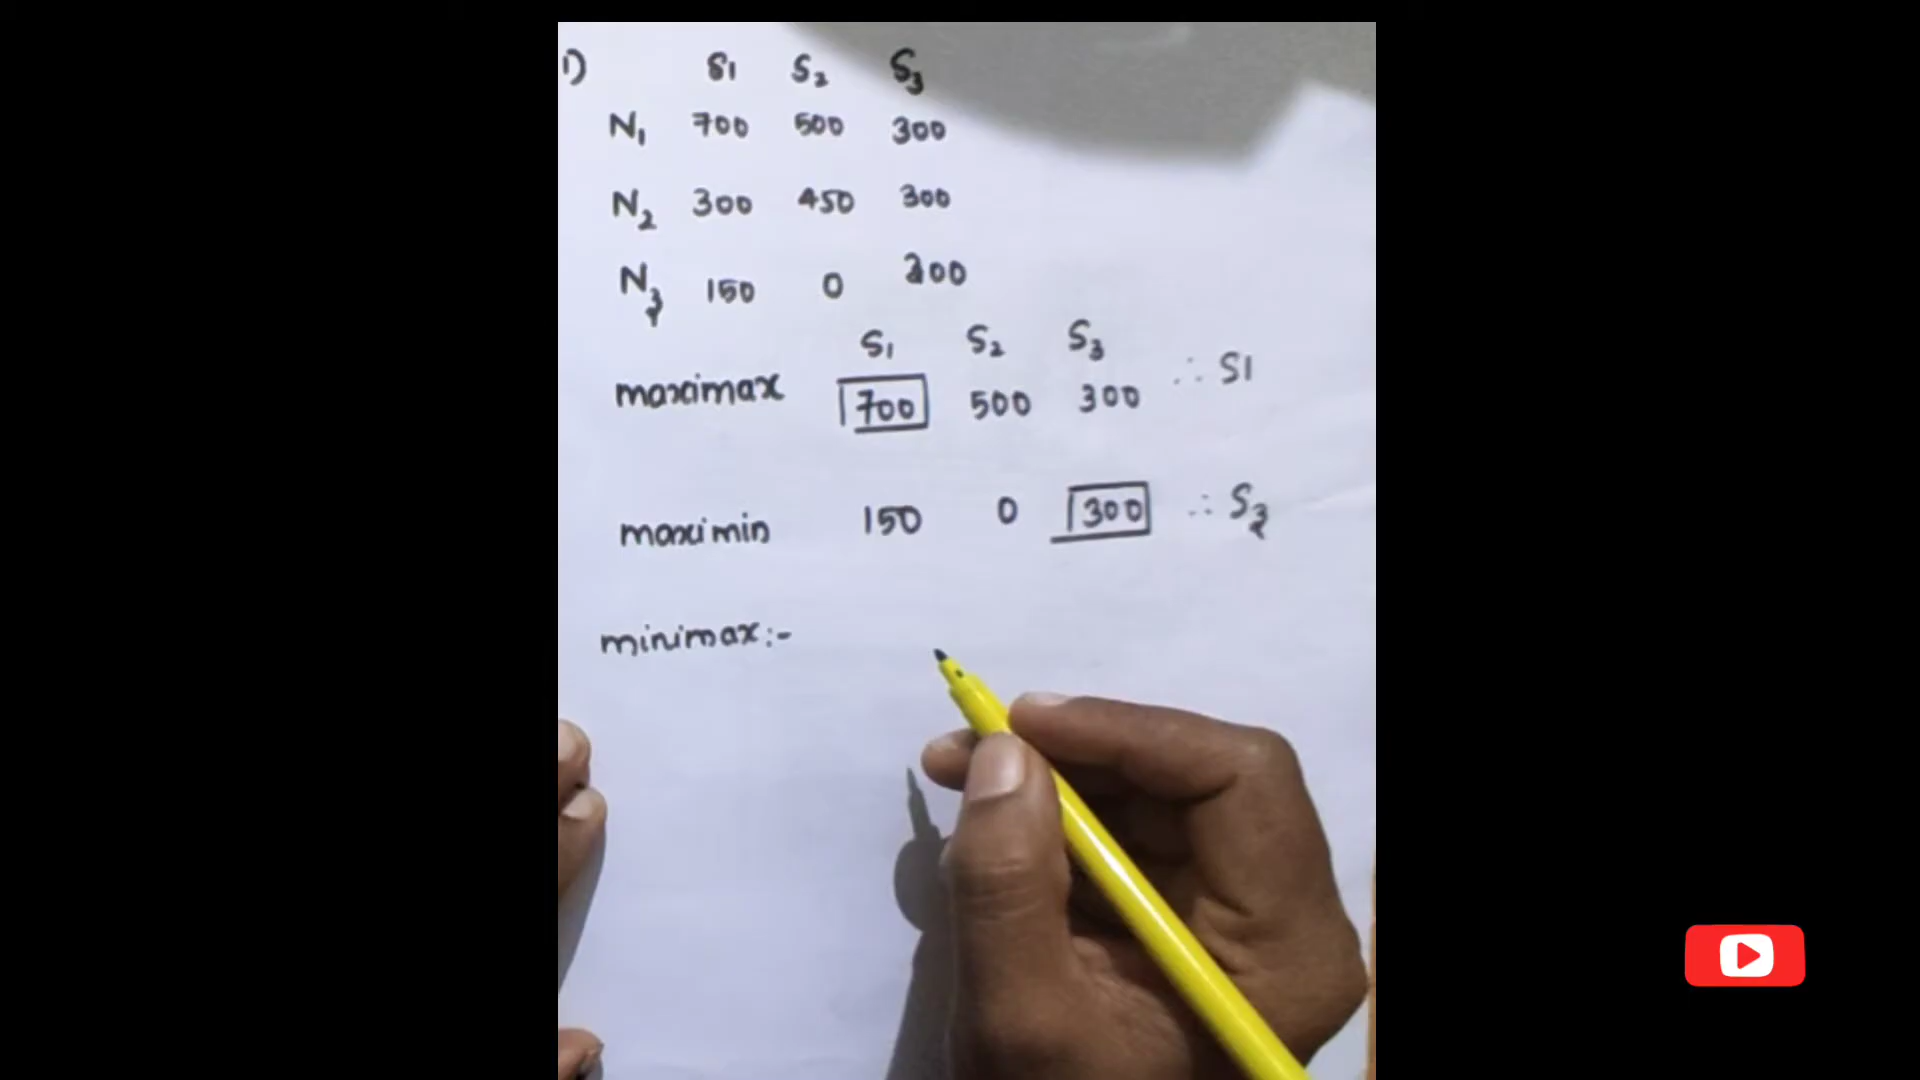 1) S1 S2 S3
N1 700 500 300
N2 300 450 300
N3 150 0 300
S1 S2 S3
maximax 700 500 300 ∴ S1
maximin 150 0 300 ∴ S3
minimax:-